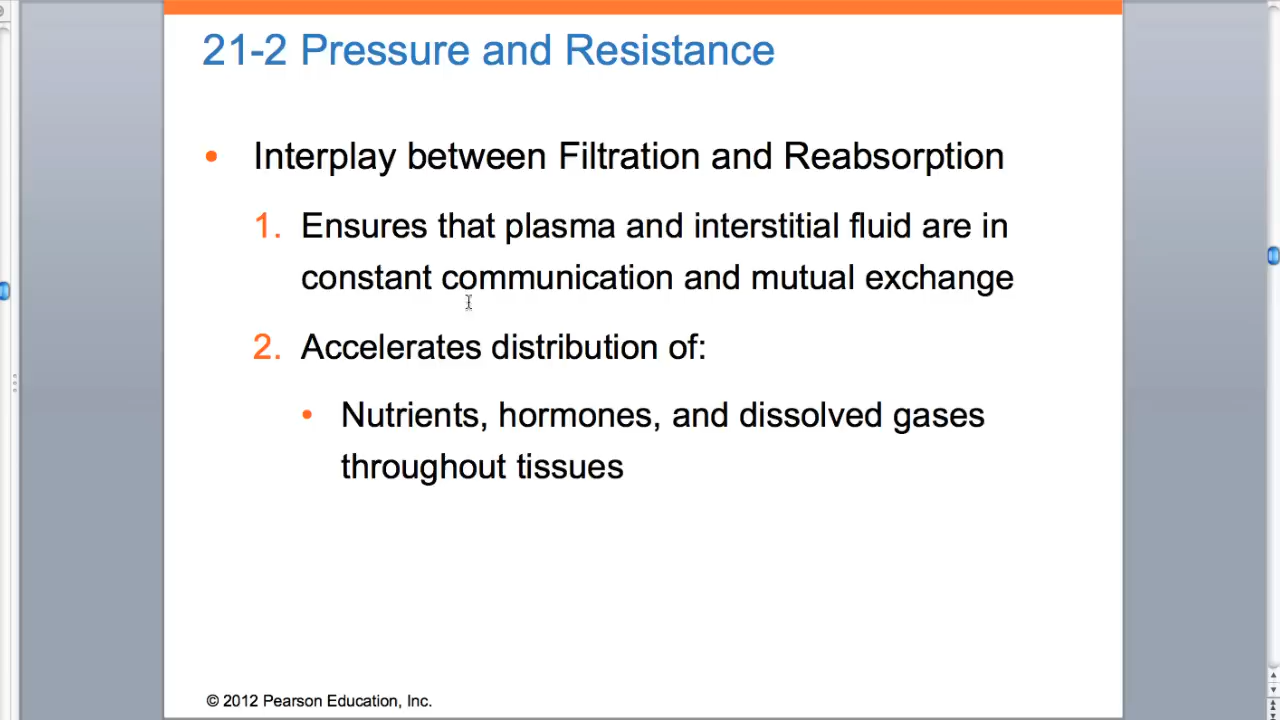 21-2 Pressure and Resistance
• Interplay between Filtration and Reabsorption
1. Ensures that plasma and interstitial fluid are in
constant communication and mutual exchange
2. Accelerates distribution of:
• Nutrients, hormones, and dissolved gases
throughout tissues
© 2012 Pearson Education, Inc.